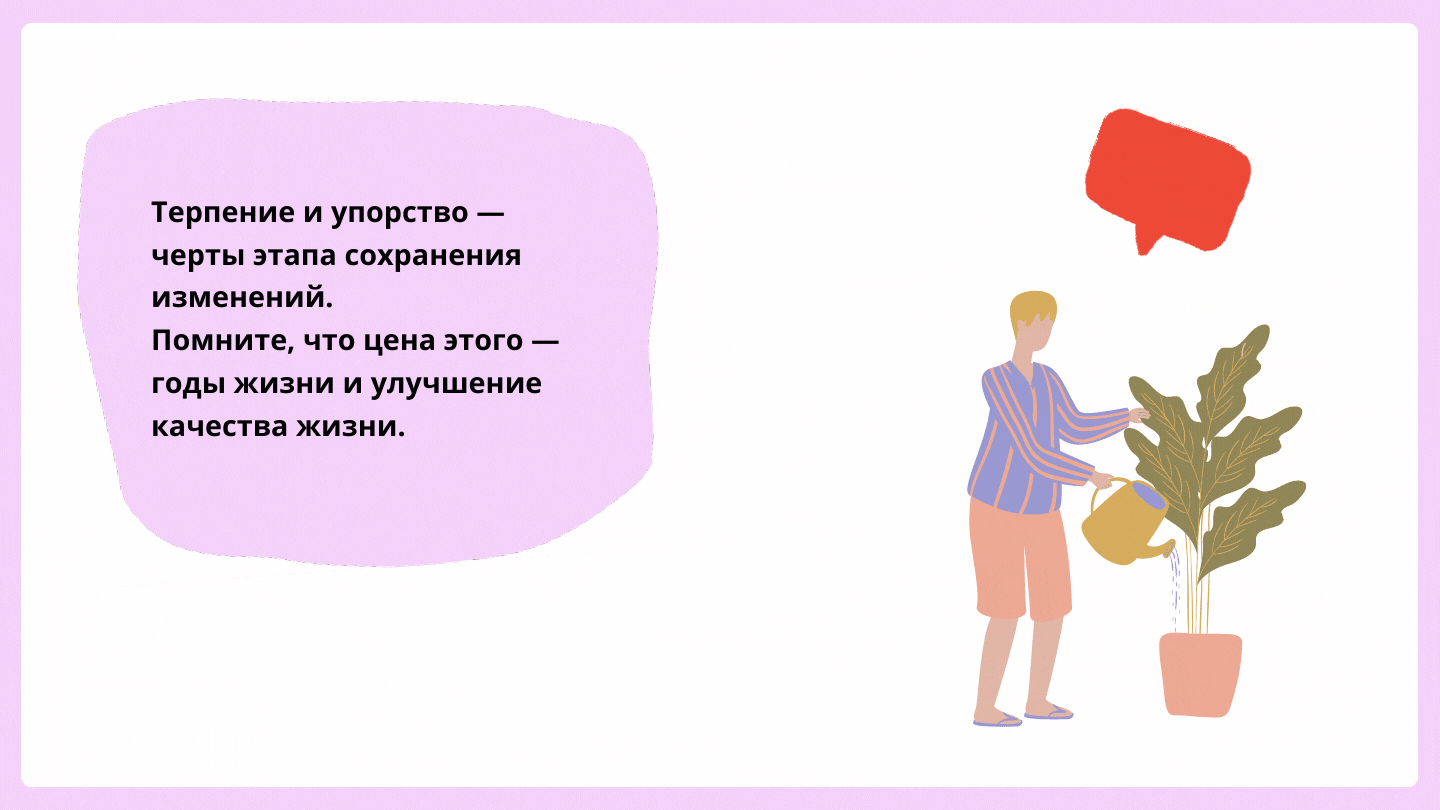 Терпение и упорство —
черты этапа сохранения
изменений.
Помните, что цена этого —
годы жизни и улучшение
качества жизни.